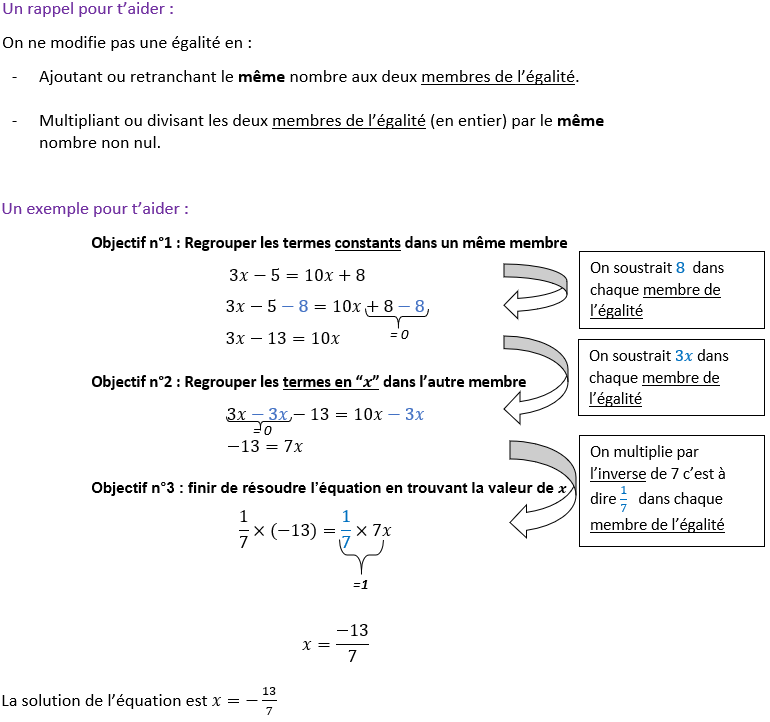 Un rappel pour t’aider :
On ne modifie pas une égalité en :
- Ajoutant ou retranchant le même nombre aux deux membres de l’égalité.
- Multipliant ou divisant les deux membres de l’égalité (en entier) par le même
nombre non nul.
Un exemple pour t’aider :
Objectif n°1 : Regrouper les termes constants dans un même membre
3x − 5 = 10x + 8
3x − 5 − 8 = 10x + 8 − 8
= 0
3x − 13 = 10x
On soustrait 8 dans
chaque membre de
l’égalité
Objectif n°2 : Regrouper les termes en “x” dans l’autre membre
3x − 3x − 13 = 10x − 3x
= 0
−13 = 7x
On soustrait 3x dans
chaque membre de
l’égalité
Objectif n°3 : finir de résoudre l’équation en trouvant la valeur de x
1/7 × (−13) = 1/7 × 7x
=1
On multiplie par
l’inverse de 7 c’est à
dire 1/7 dans chaque
membre de l’égalité
x = −13/7
La solution de l’équation est x = − 13/7